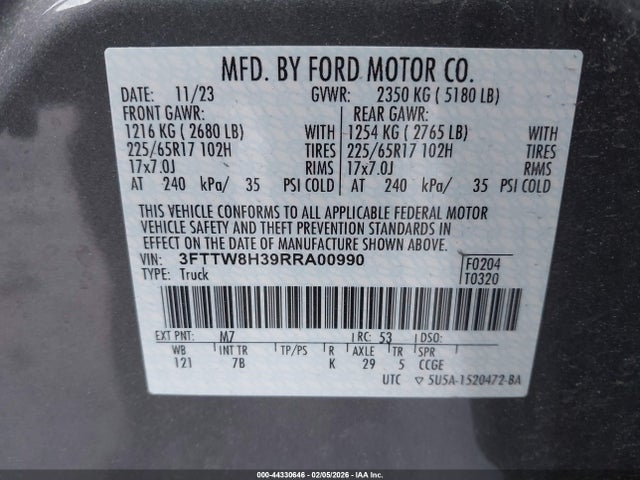 MFD. BY FORD MOTOR CO.
DATE: 11/23 GVWR: 2350 KG ( 5180 LB)
FRONT GAWR: REAR GAWR:
1216 KG ( 2680 LB) WITH 1254 KG ( 2765 LB) WITH
225/65R17 102H TIRES 225/65R17 102H TIRES
17x7.0J RIMS 17x7.0J RIMS
AT 240 kPa/ 35 PSI COLD AT 240 kPa/ 35 PSI COLD
THIS VEHICLE CONFORMS TO ALL APPLICABLE FEDERAL MOTOR
VEHICLE SAFETY AND THEFT PREVENTION STANDARDS IN
EFFECT ON THE DATE OF MANUFACTURE SHOWN ABOVE.
VIN: 3FTTW8H39RRA00990 F0204
TYPE: Truck T0320
EXT PNT: M7 RC: 53 DSO:
WB INT TR TP/PS R AXLE TR SPR
121 7B K 29 5 CCGE
UTC 5U5A-1520472-BA
000-44330646 - 02/05/2026 - IAA Inc.